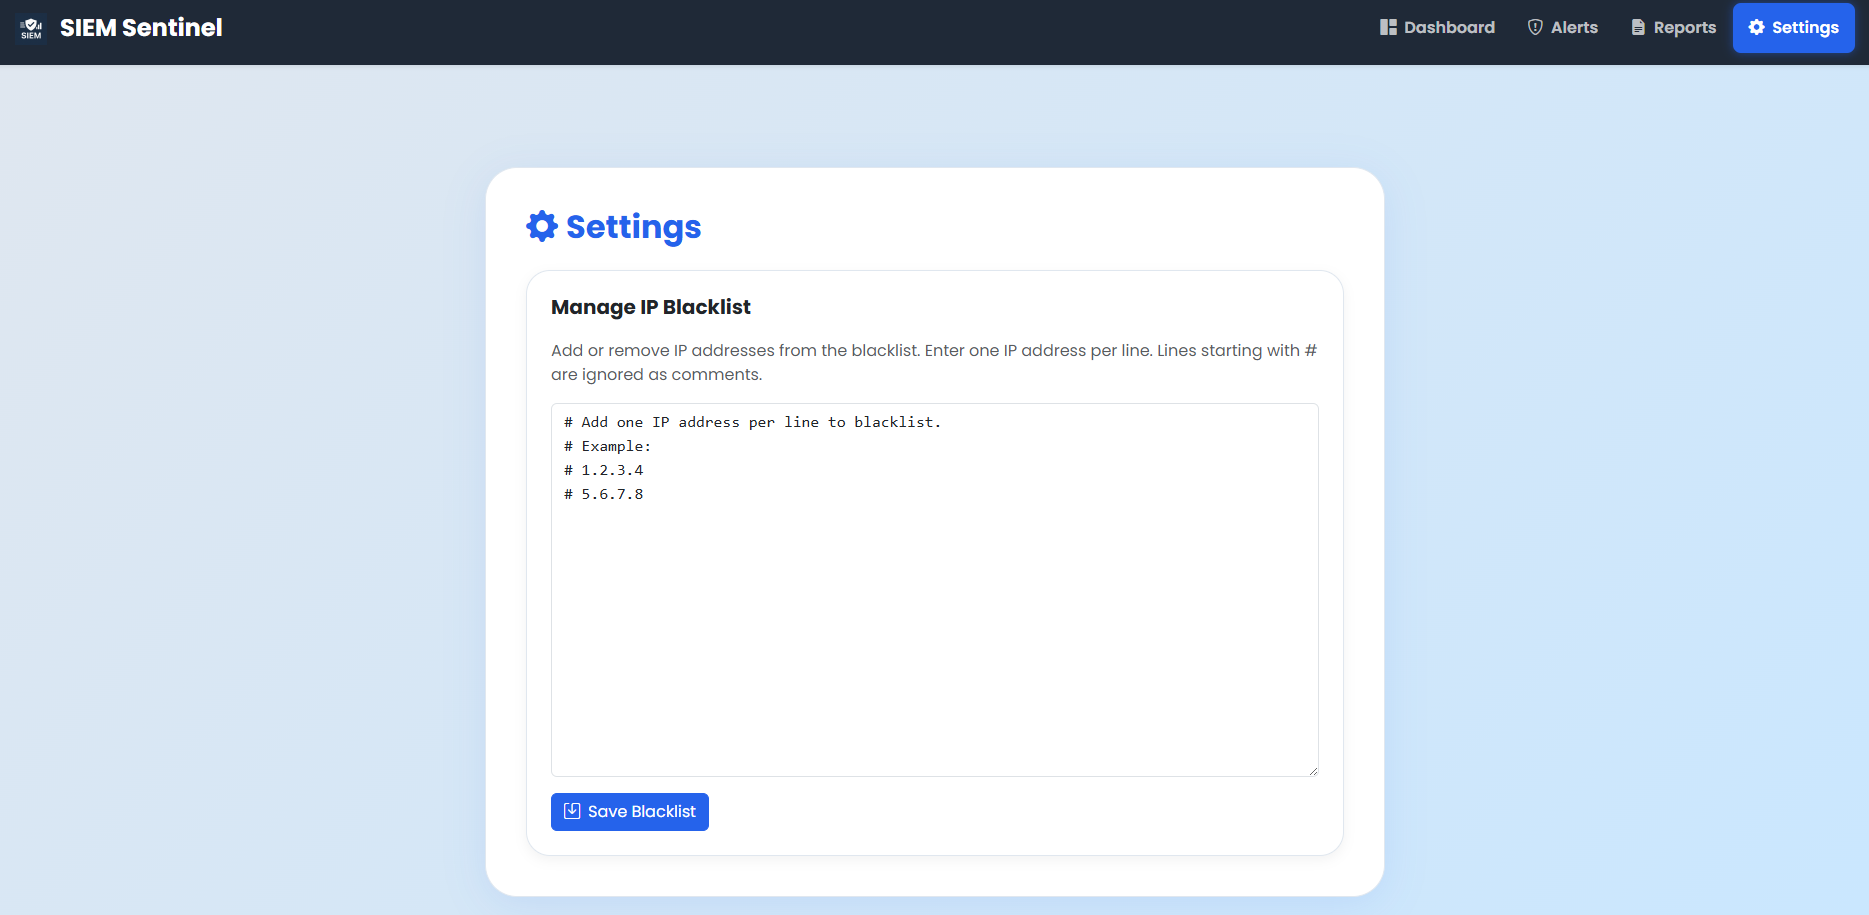 SIEM
SIEM Sentinel
Dashboard
Alerts
Reports
Settings
Settings
Manage IP Blacklist
Add or remove IP addresses from the blacklist. Enter one IP address per line. Lines starting with #
are ignored as comments.
# Add one IP address per line to blacklist.
# Example:
# 1.2.3.4
# 5.6.7.8
Save Blacklist